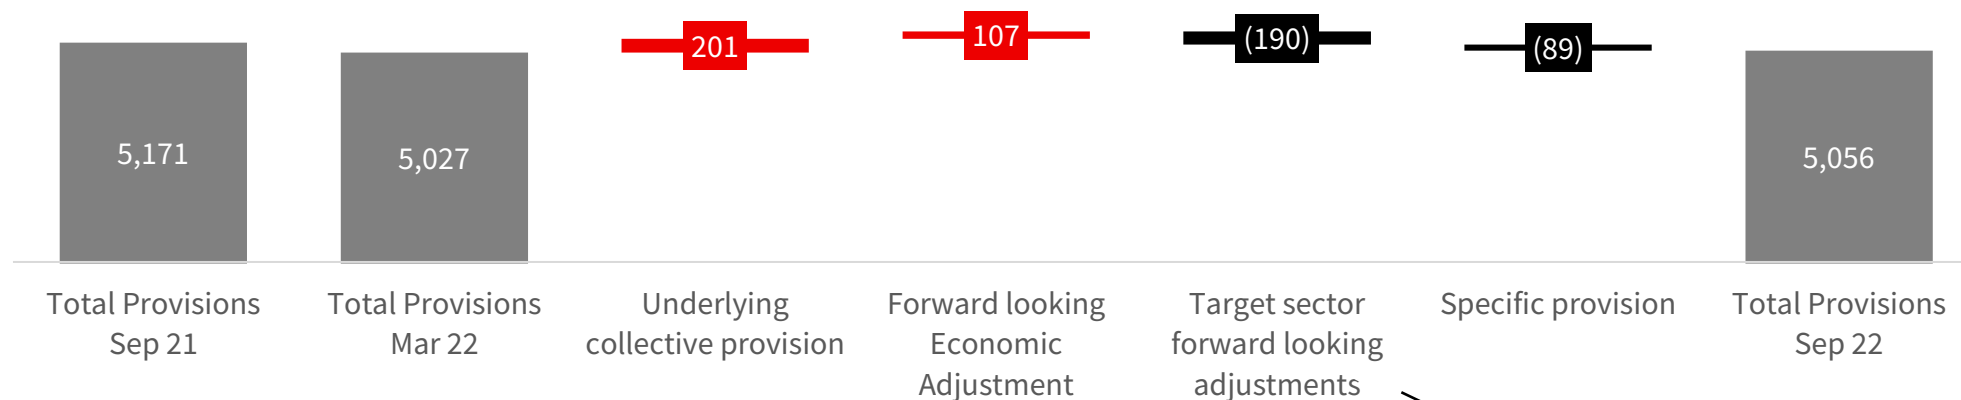 5,171
5,027
201
107
(190)
(89)
5,056
Total Provisions
Sep 21
Total Provisions
Mar 22
Underlying
collective provision
Forward looking
Economic
Adjustment
Target sector
forward looking
adjustments
Specific provision
Total Provisions
Sep 22